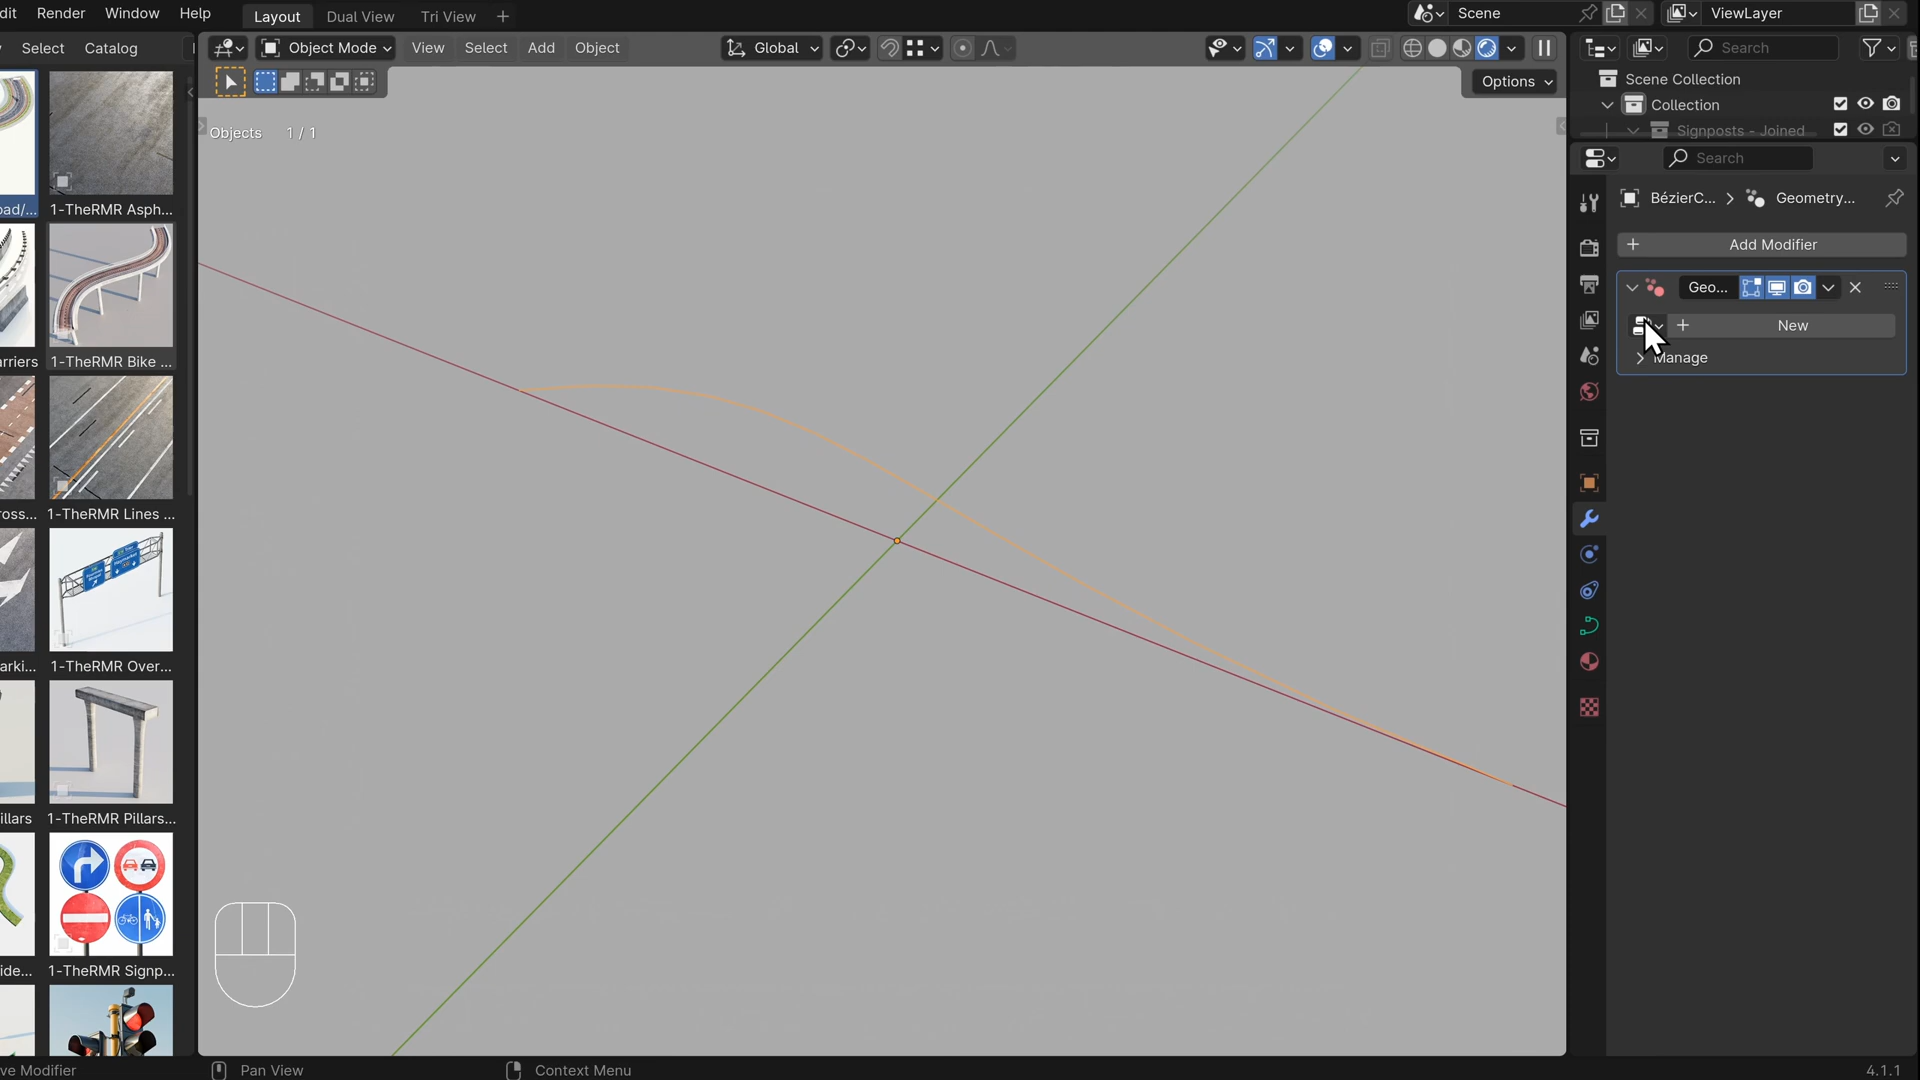 dit Render Window Help Layout Dual View Tri View + Scene ViewLayer
Select Catalog Object Mode View Select Add Object Global Search
Options
Scene Collection
Collection
Signposts - Joined
Objects 1 / 1
Search
BézierC... Geometry...
Add Modifier
Geo...
New
Manage
oad/... 1-TheRMR Asph...
rriers 1-TheRMR Bike ...
ross... 1-TheRMR Lines ...
arki... 1-TheRMR Over...
illars 1-TheRMR Pillars...
ide... 1-TheRMR Signp...
ve Modifier Pan View Context Menu 4.1.1